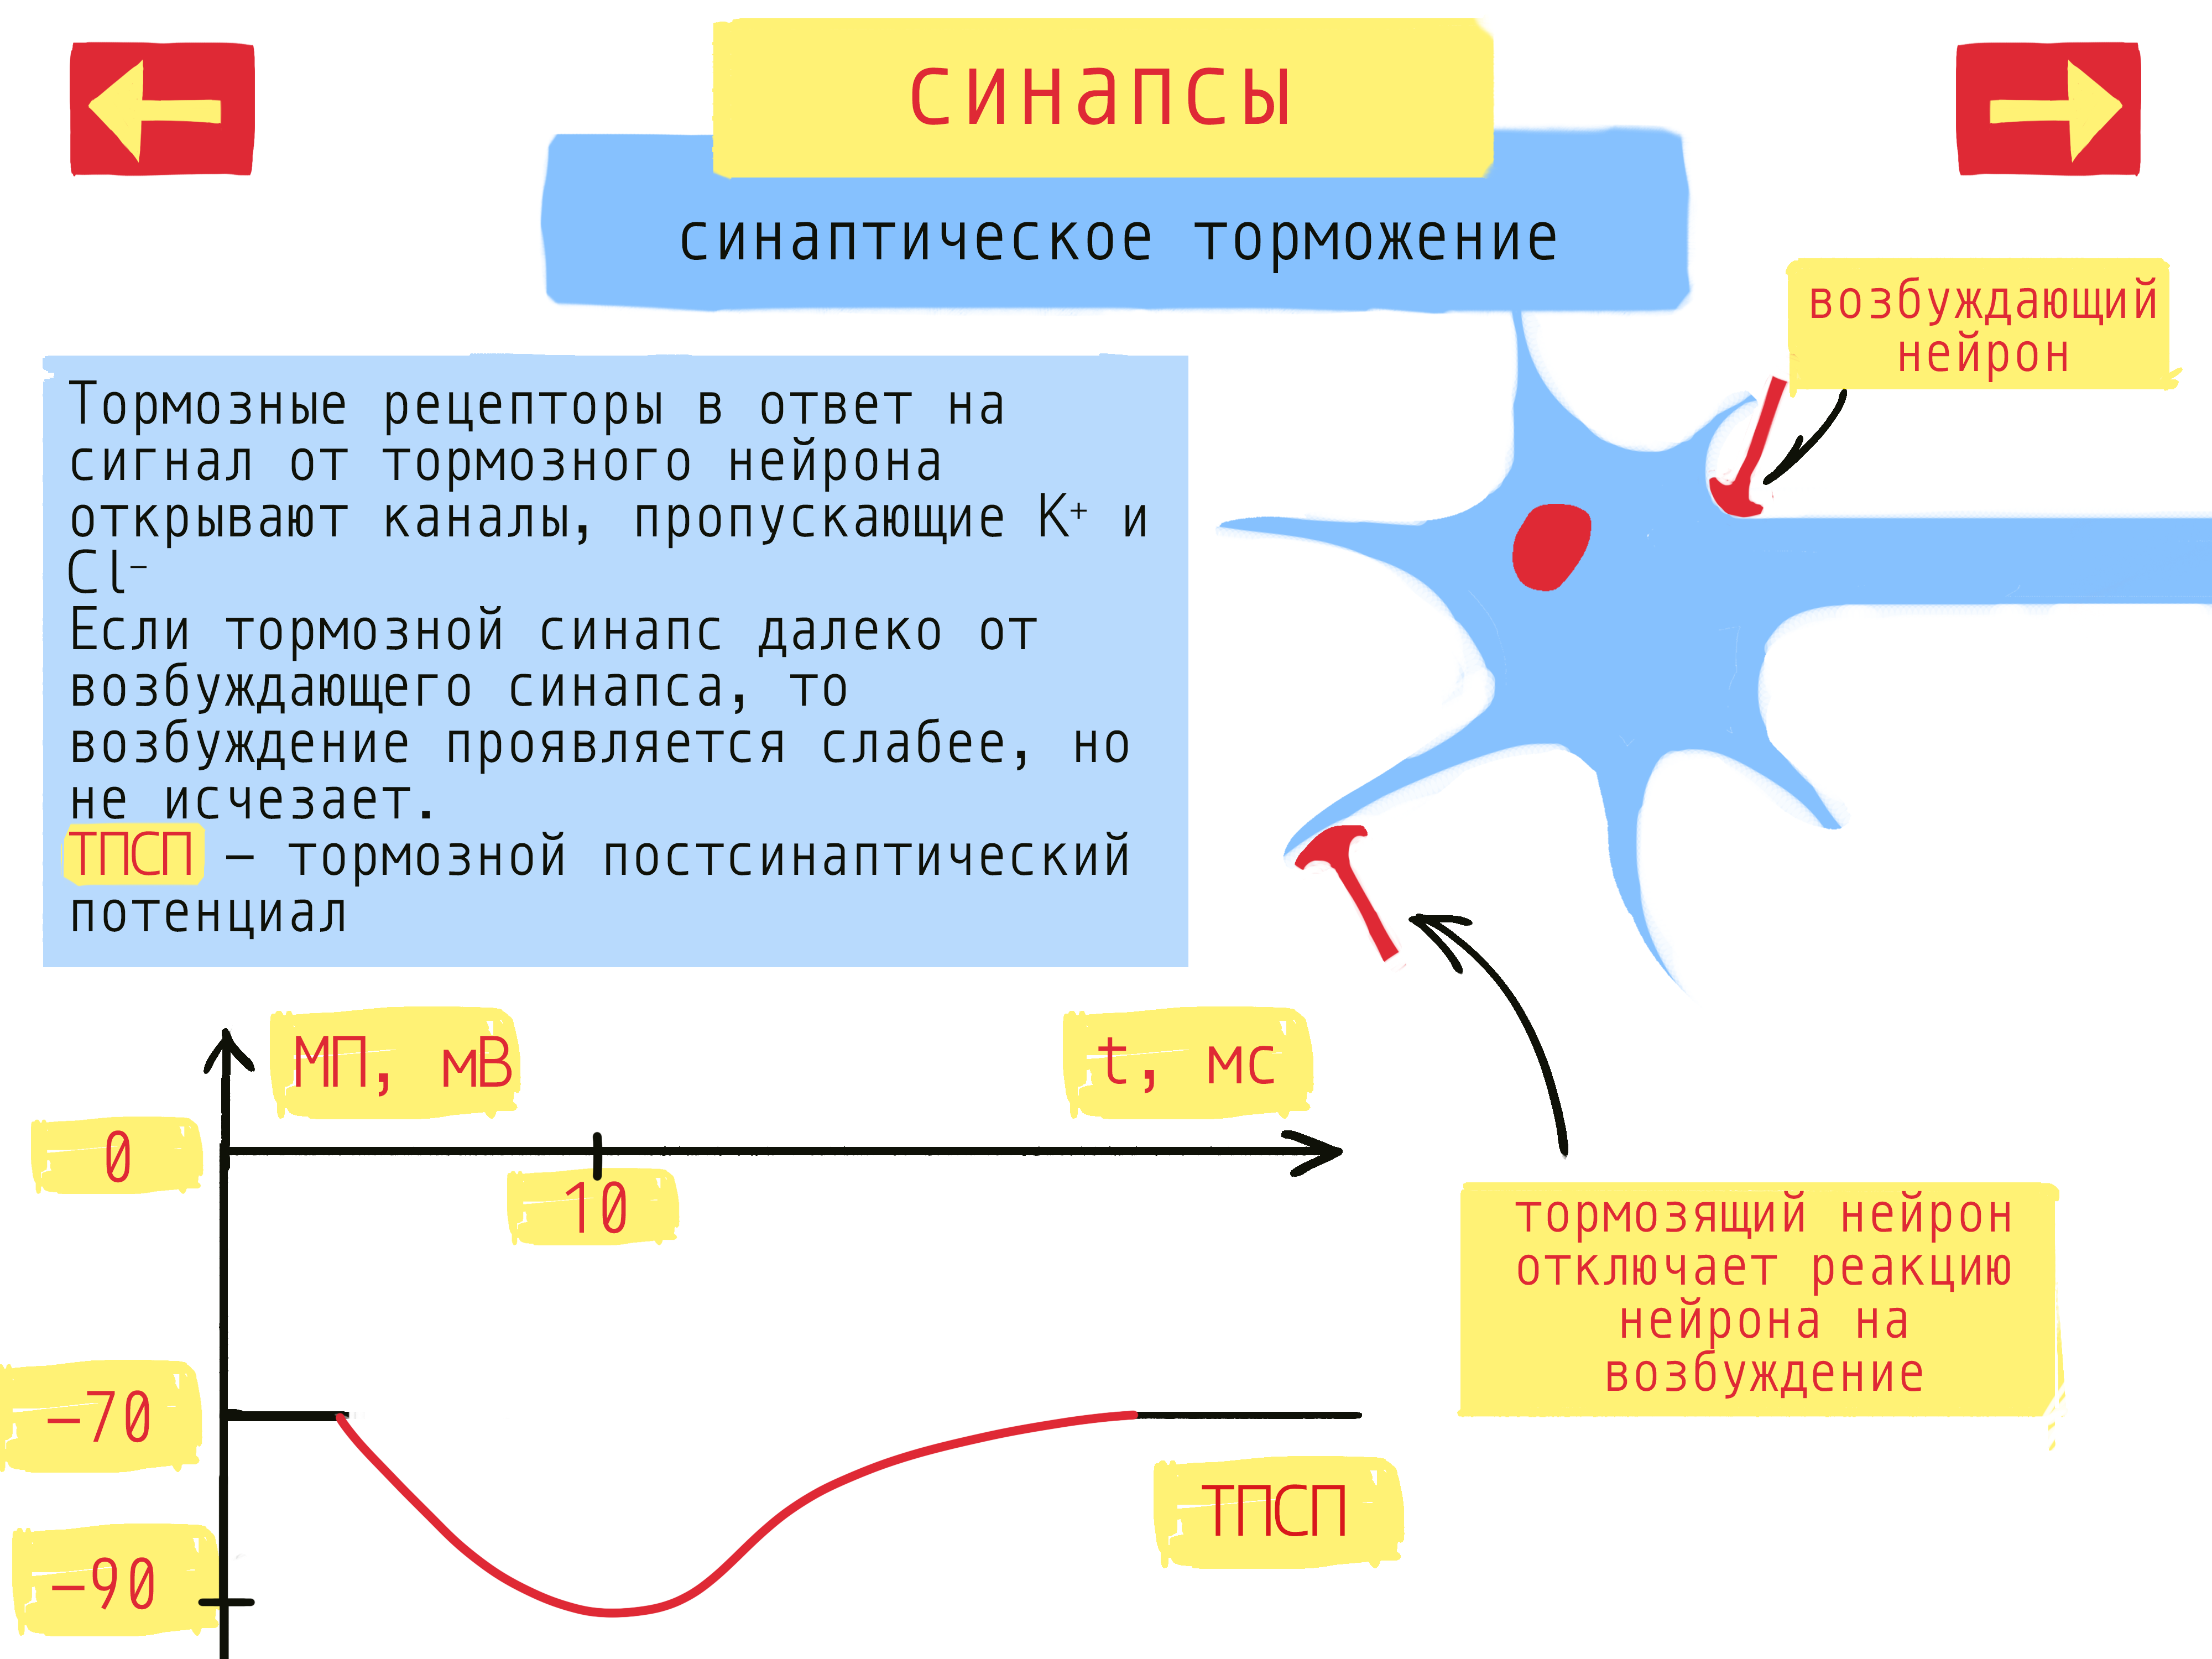 синапсы
синаптическое торможение
возбуждающий
нейрон
Тормозные рецепторы в ответ на
сигнал от тормозного нейрона
открывают каналы, пропускающие K⁺ и
Cl⁻
Если тормозной синапс далеко от
возбуждающего синапса, то
возбуждение проявляется слабее, но
не исчезает.
ТПСП – тормозной постсинаптический
потенциал
МП, мВ
t, мс
0
10
тормозящий нейрон
отключает реакцию
нейрона на
возбуждение
–70
ТПСП
–90